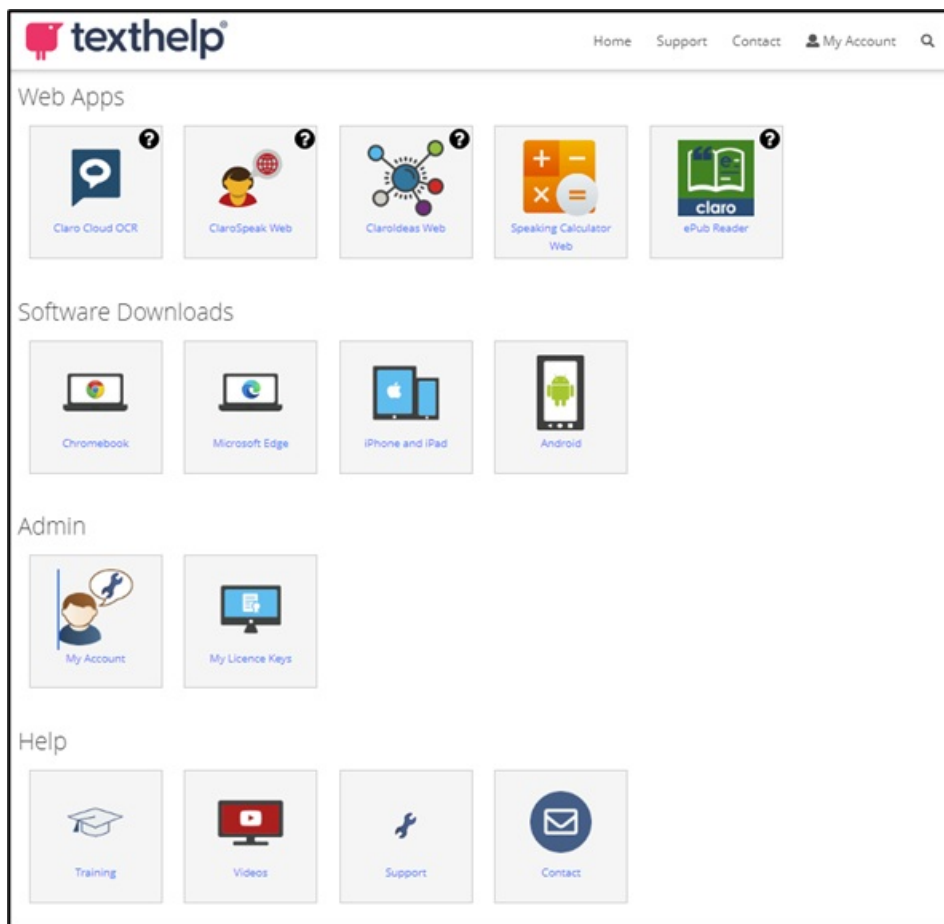 texthelp®
Home Support Contact My Account
Web Apps
? ? ? ?
Claro Cloud OCR ClaroSpeak Web ClaroIdeas Web Speaking Calculator Web claro ePub Reader
Software Downloads
Chromebook Microsoft Edge iPhone and iPad Android
Admin
My Account My Licence Keys
Help
Training Videos Support Contact